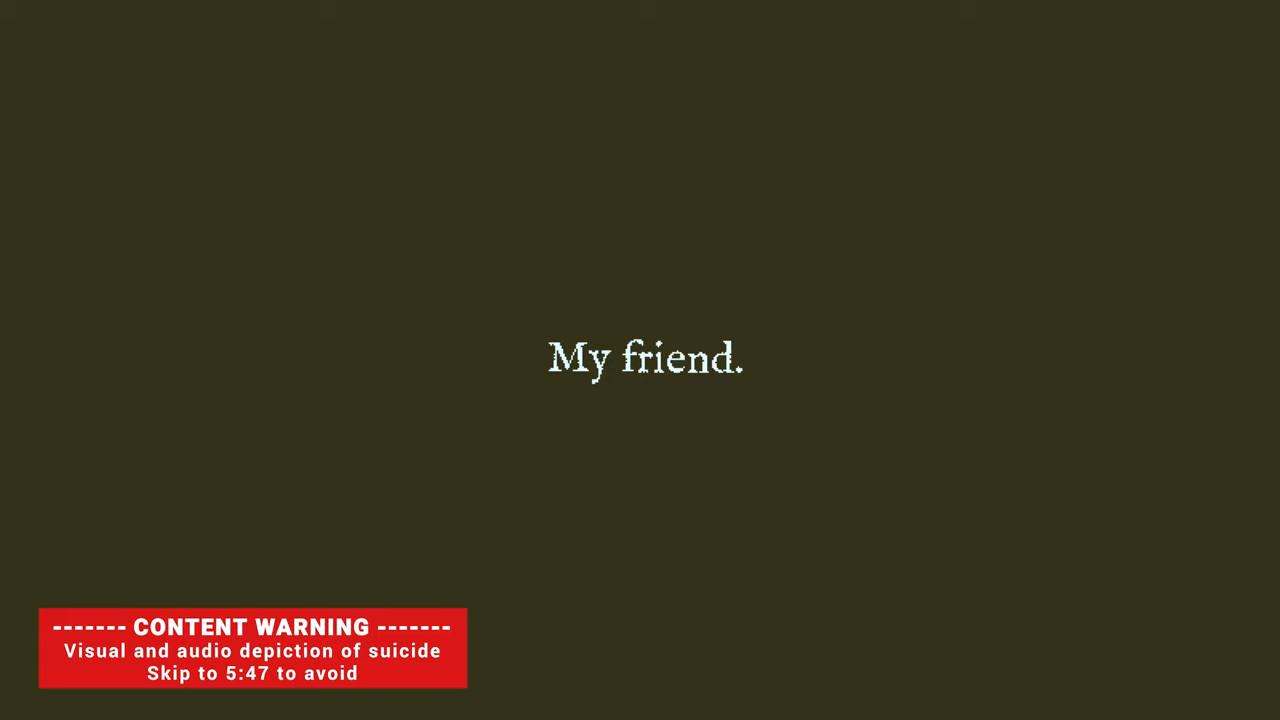 My friend.
------- CONTENT WARNING -------
Visual and audio depiction of suicide
Skip to 5:47 to avoid